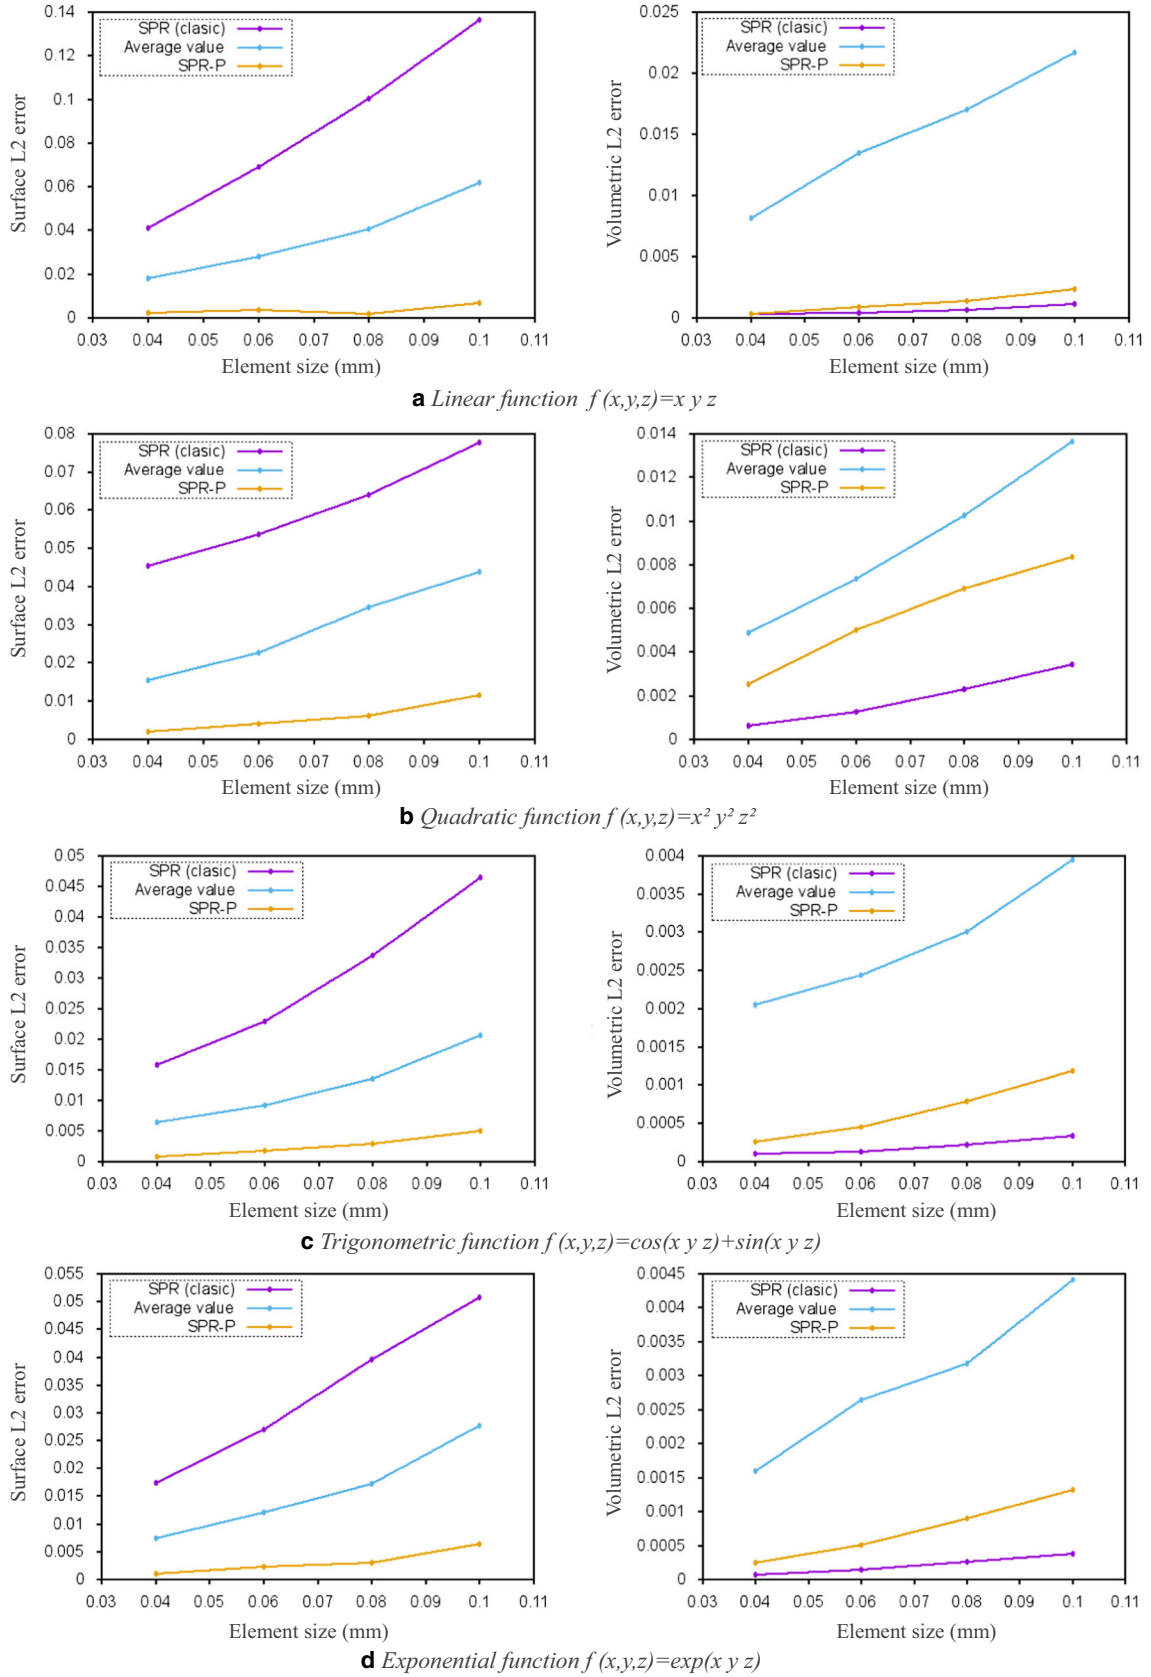 0.14
0.12
0.1
0.08
0.06
0.04
0.02
0
SPR (clasic)
Average value
SPR-P
Surface L2 error
0.03 0.04 0.05 0.06 0.07 0.08 0.09 0.1 0.11
Element size (mm)
0.025
0.02
0.015
0.01
0.005
0
SPR (clasic)
Average value
SPR-P
Volumetric L2 error
0.03 0.04 0.05 0.06 0.07 0.08 0.09 0.1 0.11
Element size (mm)
a Linear function f (x,y,z)=x y z
0.08
0.07
0.06
0.05
0.04
0.03
0.02
0.01
0
SPR (clasic)
Average value
SPR-P
Surface L2 error
0.03 0.04 0.05 0.06 0.07 0.08 0.09 0.1 0.11
Element size (mm)
0.014
0.012
0.01
0.008
0.006
0.004
0.002
0
SPR (clasic)
Average value
SPR-P
Volumetric L2 error
0.03 0.04 0.05 0.06 0.07 0.08 0.09 0.1 0.11
Element size (mm)
b Quadratic function f (x,y,z)=x² y² z²
0.05
0.045
0.04
0.035
0.03
0.025
0.02
0.015
0.01
0.005
0
SPR (clasic)
Average value
SPR-P
Surface L2 error
0.03 0.04 0.05 0.06 0.07 0.08 0.09 0.1 0.11
Element size (mm)
0.004
0.0035
0.003
0.0025
0.002
0.0015
0.001
0.0005
0
SPR (clasic)
Average value
SPR-P
Volumetric L2 error
0.03 0.04 0.05 0.06 0.07 0.08 0.09 0.1 0.11
Element size (mm)
c Trigonometric function f (x,y,z)=cos(x y z)+sin(x y z)
0.055
0.05
0.045
0.04
0.035
0.03
0.025
0.02
0.015
0.01
0.005
0
SPR (clasic)
Average value
SPR-P
Surface L2 error
0.03 0.04 0.05 0.06 0.07 0.08 0.09 0.1 0.11
Element size (mm)
0.0045
0.004
0.0035
0.003
0.0025
0.002
0.0015
0.001
0.0005
0
SPR (clasic)
Average value
SPR-P
Volumetric L2 error
0.03 0.04 0.05 0.06 0.07 0.08 0.09 0.1 0.11
Element size (mm)
d Exponential function f (x,y,z)=exp(x y z)